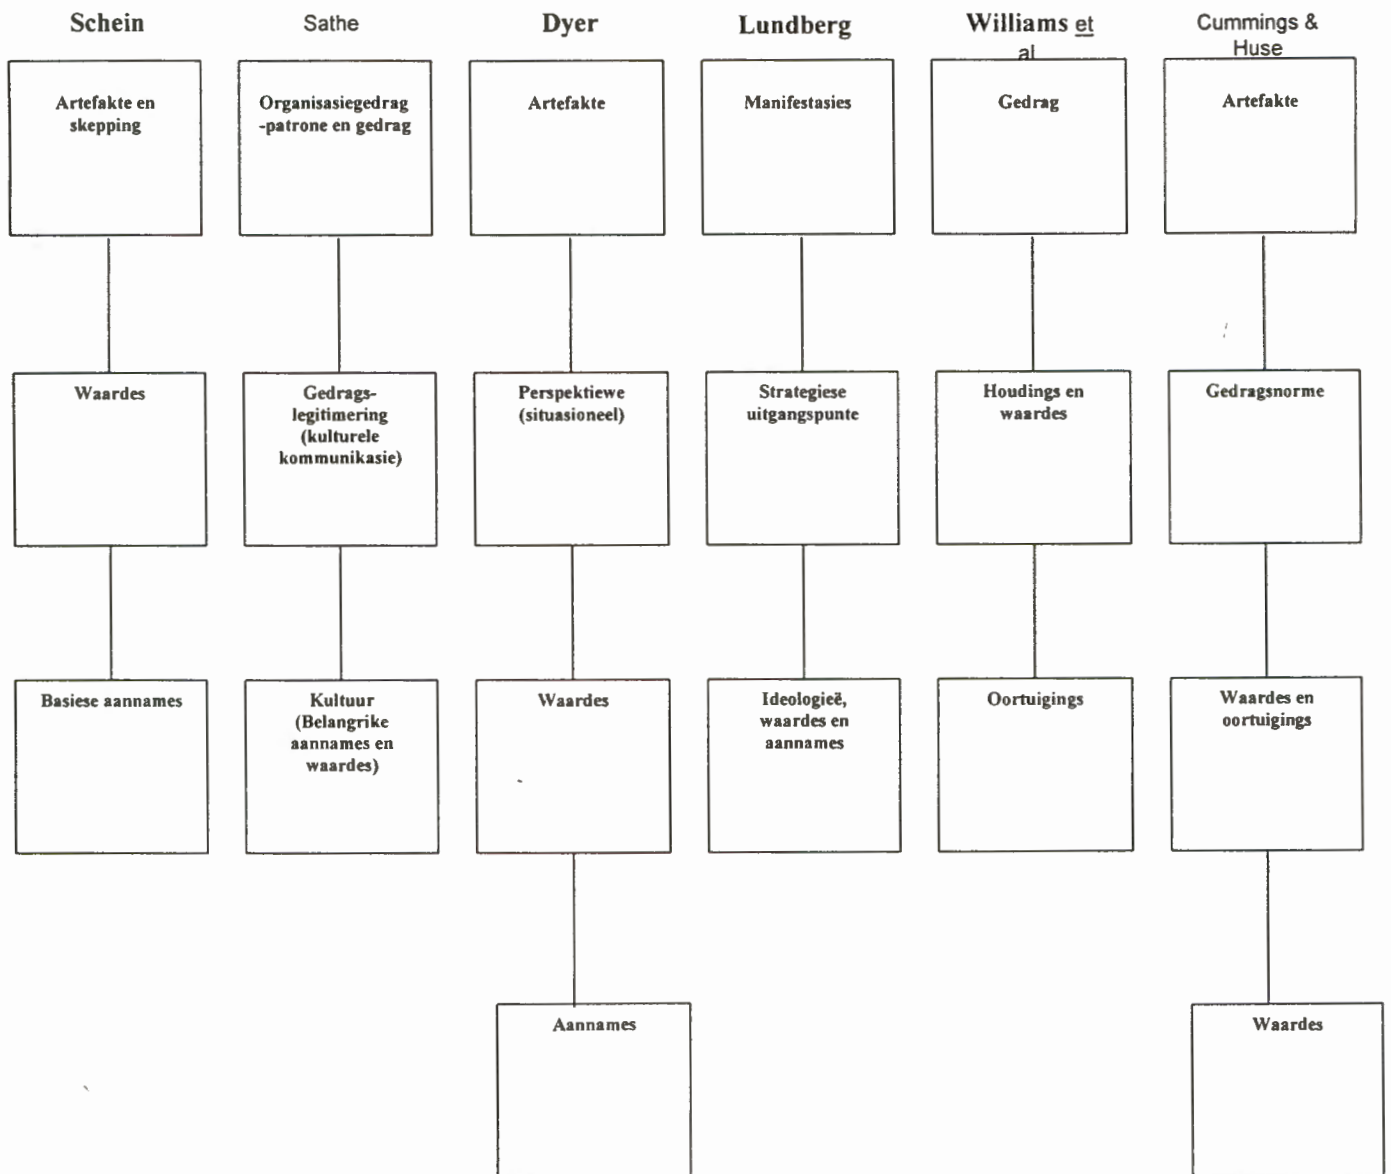 Schein
Sathe
Dyer
Lundberg
Williams et
al
Cummings &
Huse
Artefakte en
skepping
Organisasiegedrag
-patrone en gedrag
Artefakte
Manifestasies
Gedrag
Artefakte
Waardes
Gedrags-
legitimering
(kulturele
kommunikasie)
Perspektiewe
(situasioneel)
Strategiese
uitgangspunte
Houdings en
waardes
Gedragsnorme
Basiese aannames
Kultuur
(Belangrike
aannames en
waardes)
Waardes
Ideologieë,
waardes en
aannames
Oortuigings
Waardes en
oortuigings
Aannames
Waardes